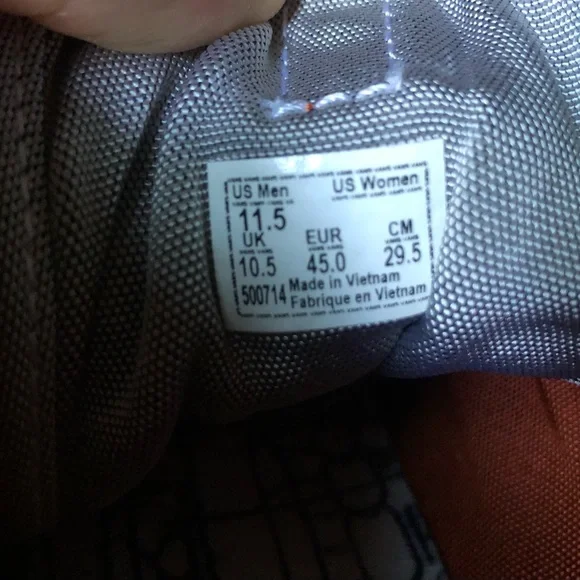 US Men US Women
11.5
UK EUR CM
10.5 45.0 29.5
500714 Made in Vietnam
Fabrique en Vietnam